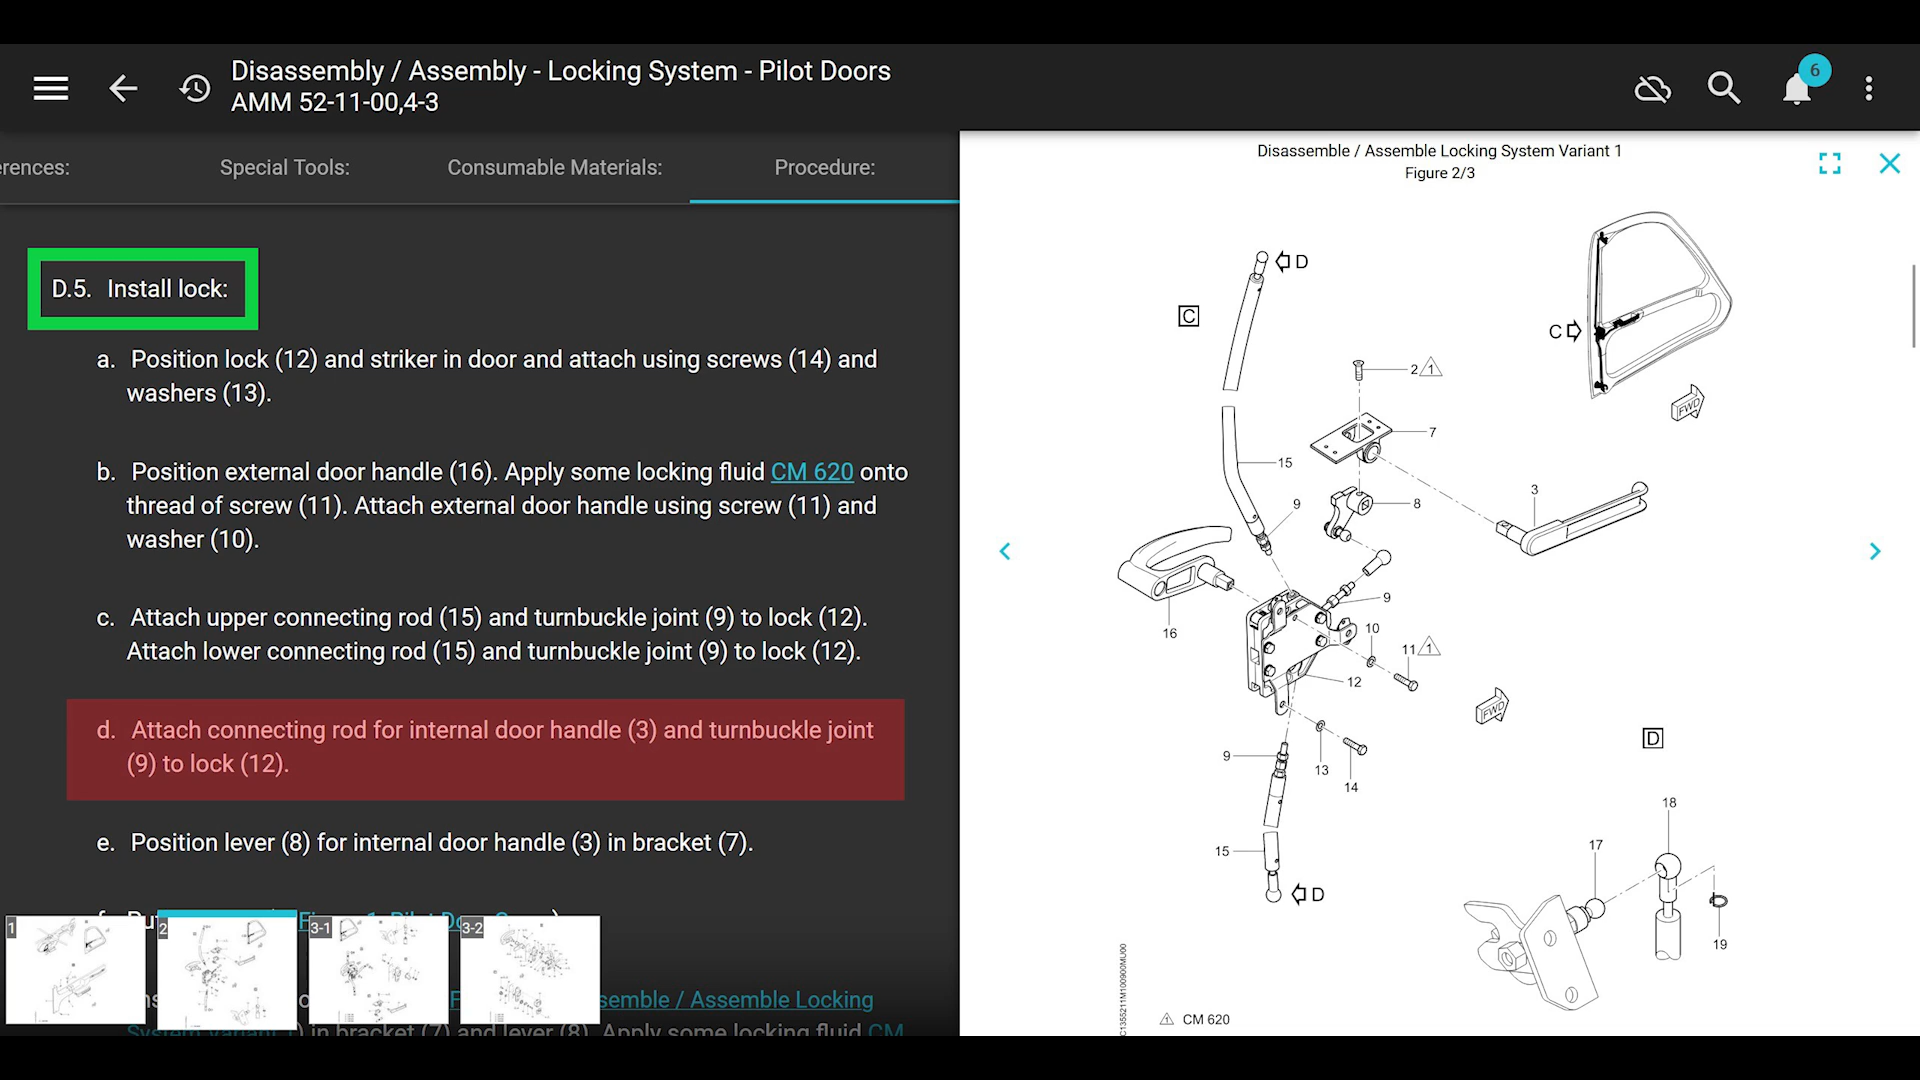 Disassembly / Assembly - Locking System - Pilot Doors
AMM 52-11-00,4-3
6
erences:
Special Tools:
Consumable Materials:
Procedure:
D.5. Install lock:
a. Position lock (12) and striker in door and attach using screws (14) and
washers (13).
b. Position external door handle (16). Apply some locking fluid CM 620 onto
thread of screw (11). Attach external door handle using screw (11) and
washer (10).
c. Attach upper connecting rod (15) and turnbuckle joint (9) to lock (12).
Attach lower connecting rod (15) and turnbuckle joint (9) to lock (12).
d. Attach connecting rod for internal door handle (3) and turnbuckle joint
(9) to lock (12).
e. Position lever (8) for internal door handle (3) in bracket (7).
1
2
3-1
3-2
semble / Assemble Locking
in bracket (7) and lever (8). Apply some locking fluid CM
Disassemble / Assemble Locking System Variant 1
Figure 2/3
D
C
C
FWD
2 1
7
15
3
9
8
16
9
10
11 1
12
FWD
D
9
13
14
18
17
15
D
19
1 CM 620
C1355211M100900MU00